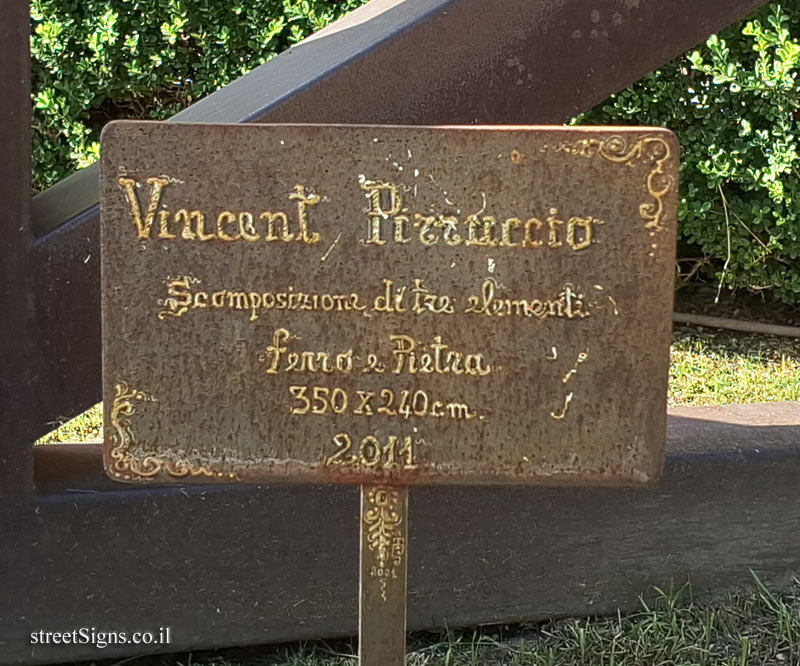 Vincent Pirruccio
Scomposizione di tre elementi
ferro e Pietra
350 X 240 cm.
2011
streetSigns.co.il